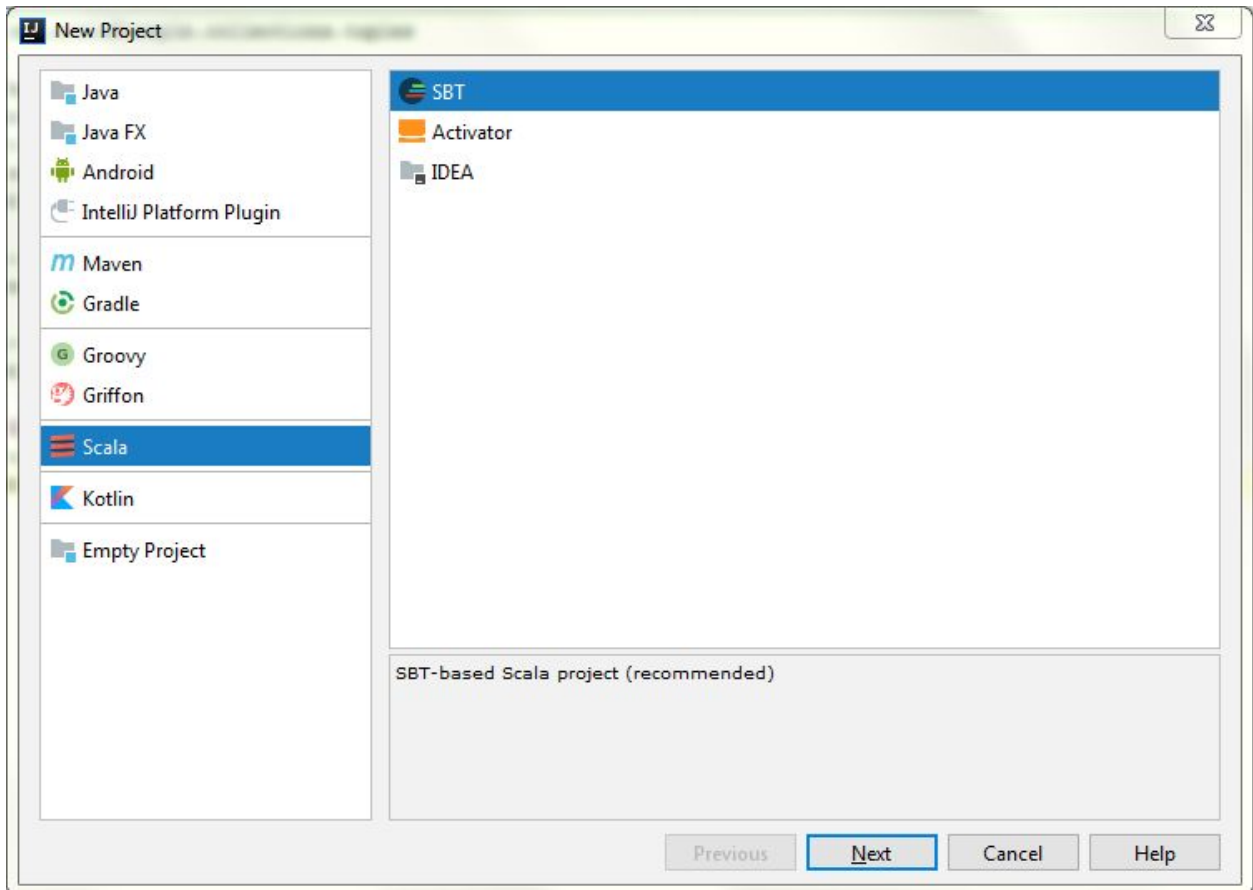 New Project
Java
Java FX
Android
IntelliJ Platform Plugin
Maven
Gradle
Groovy
Griffon
Scala
Kotlin
Empty Project
SBT
Activator
IDEA
SBT-based Scala project (recommended)
Previous
Next
Cancel
Help